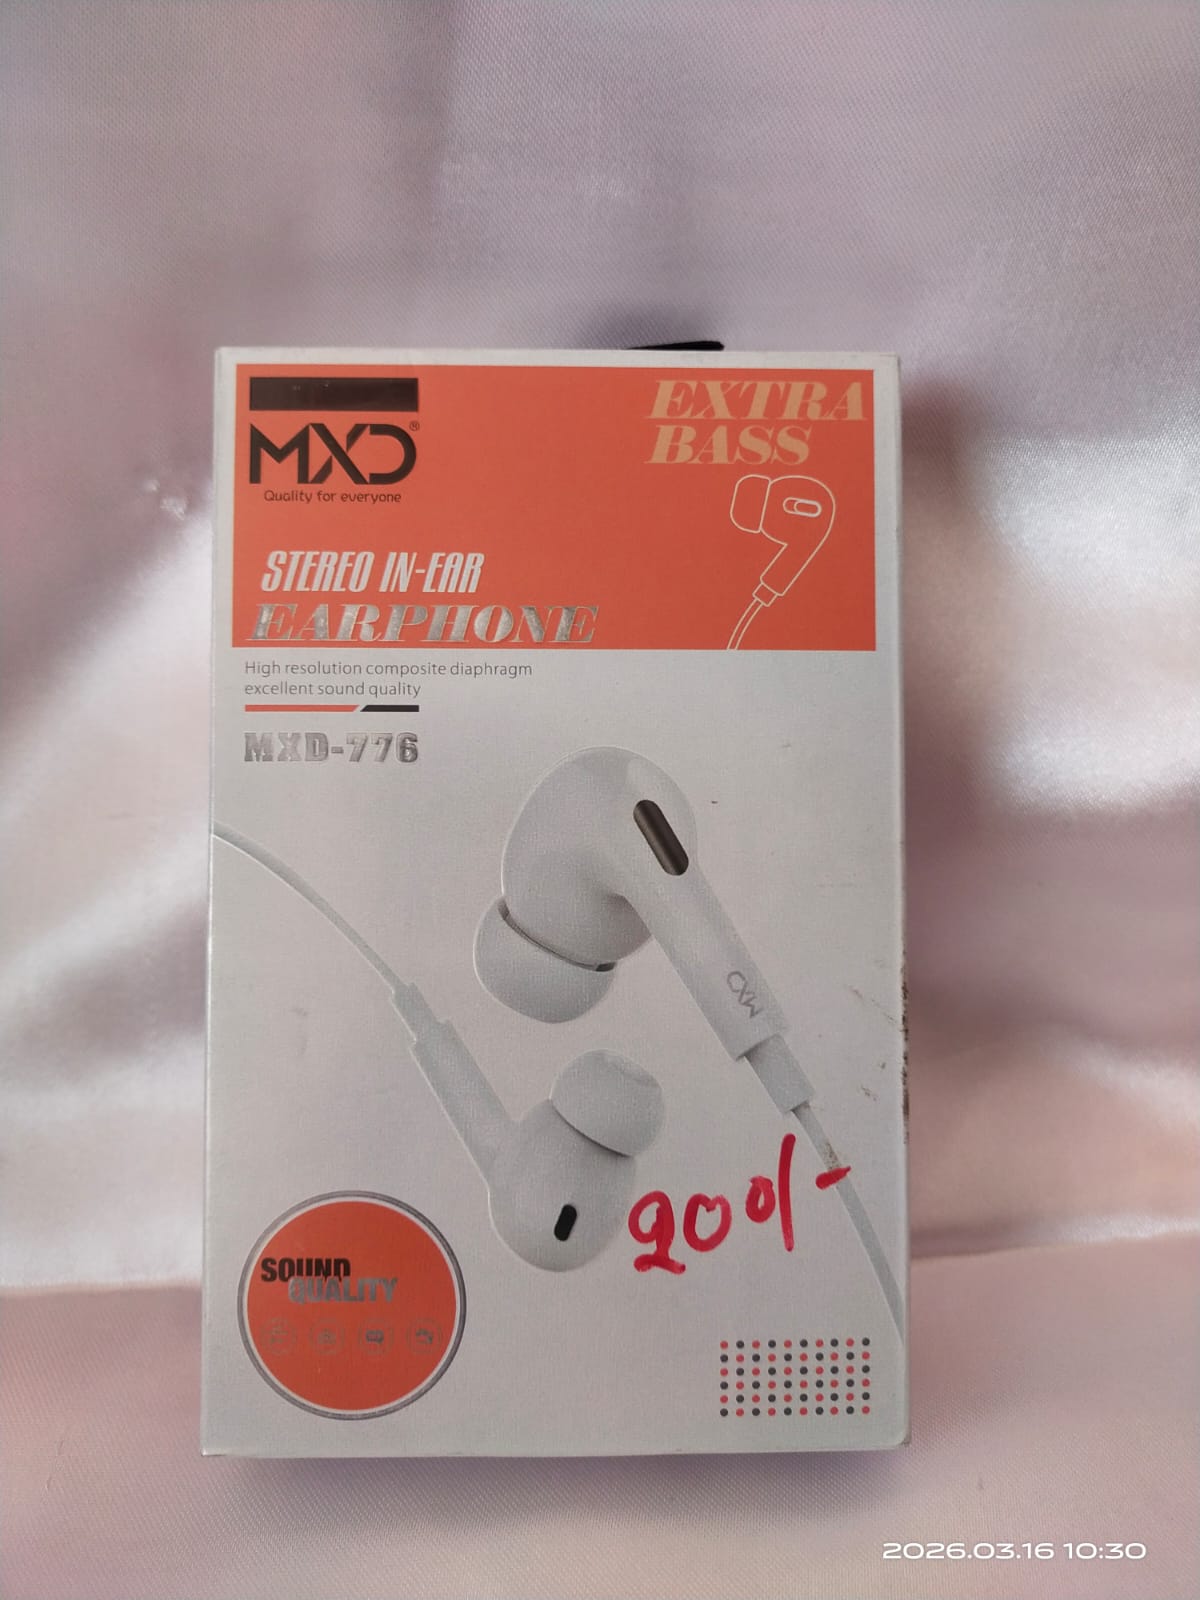 MXD®
Quality for everyone
EXTRA
BASS
STEREO IN-EAR
EARPHONE
High resolution composite diaphragm
excellent sound quality
MXD-776
MXD
200/-
SOUND
QUALITY
2026.03.16 10:30